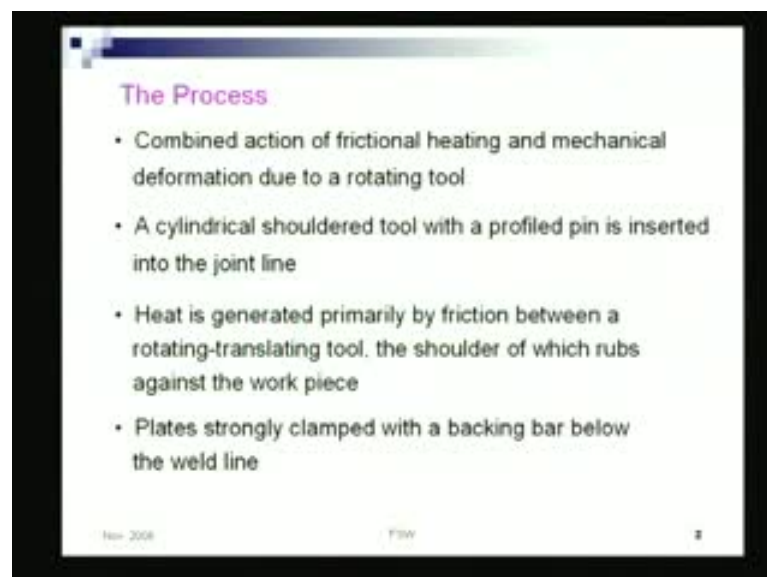 The Process
• Combined action of frictional heating and mechanical
deformation due to a rotating tool
• A cylindrical shouldered tool with a profiled pin is inserted
into the joint line
• Heat is generated primarily by friction between a
rotating-translating tool, the shoulder of which rubs
against the work piece
• Plates strongly clamped with a backing bar below
the weld line
FSW
2